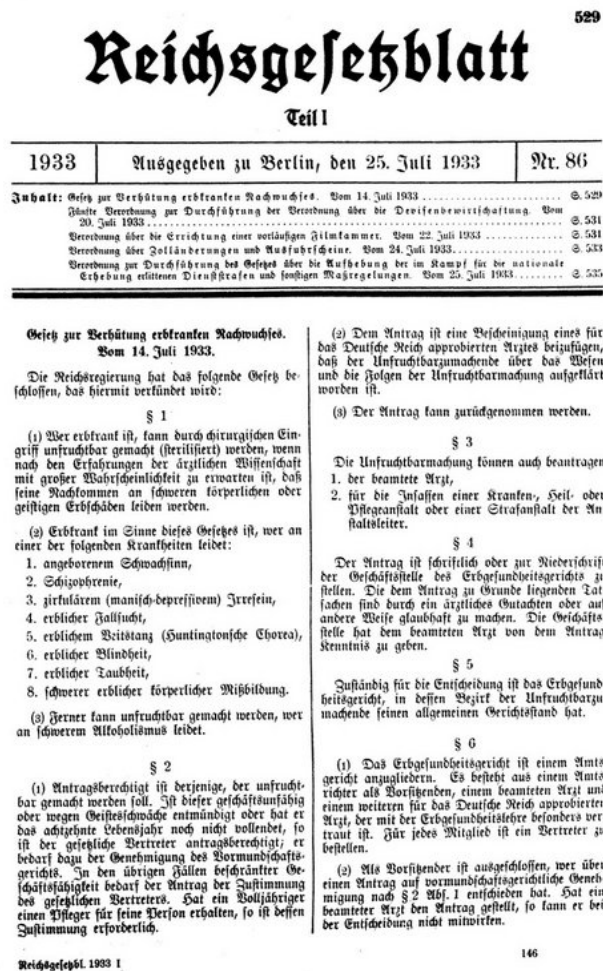 529
Reichsgesetzblatt
Teil I
1933 Ausgegeben zu Berlin, den 25. Juli 1933 Nr. 86
Inhalt: Gesetz zur Verhütung erbkranken Nachwuchses. Vom 14. Juli 1933 ........ S. 529
Fünfte Verordnung zur Durchführung der Verordnung über die Devisenbewirtschaftung. Vom
20. Juli 1933 ........ S. 531
Verordnung über die Errichtung einer vorläufigen Filmkammer. Vom 22. Juli 1933 ........ S. 531
Verordnung über Zolländerungen und Ausfuhrscheine. Vom 24. Juli 1933 ........ S. 533
Verordnung zur Durchführung des Gesetzes über die Aufhebung der im Kampf für die nationale
Erhebung erlittenen Dienststrafen und sonstigen Maßregelungen. Vom 25. Juli 1933 ........ S. 535
Gesetz zur Verhütung erbkranken Nachwuchses.
Vom 14. Juli 1933.
Die Reichsregierung hat das folgende Gesetz be-
schlossen, das hiermit verkündet wird:
§ 1
(1) Wer erbkrank ist, kann durch chirurgischen Ein-
griff unfruchtbar gemacht (sterilisiert) werden, wenn
nach den Erfahrungen der ärztlichen Wissenschaft
mit großer Wahrscheinlichkeit zu erwarten ist, daß
seine Nachkommen an schweren körperlichen oder
geistigen Erbschäden leiden werden.
(2) Erbkrank im Sinne dieses Gesetzes ist, wer an
einer der folgenden Krankheiten leidet:
1. angeborenem Schwachsinn,
2. Schizophrenie,
3. zirkulärem (manisch-depressivem) Irresein,
4. erblicher Fallsucht,
5. erblichem Veitstanz (Huntingtonsche Chorea),
6. erblicher Blindheit,
7. erblicher Taubheit,
8. schwerer erblicher körperlicher Mißbildung.
(3) Ferner kann unfruchtbar gemacht werden, wer
an schwerem Alkoholismus leidet.
§ 2
(1) Antragsberechtigt ist derjenige, der unfrucht-
bar gemacht werden soll. Ist dieser geschäftsunfähig
oder wegen Geistesschwäche entmündigt oder hat er
das achtzehnte Lebensjahr noch nicht vollendet, so
ist der gesetzliche Vertreter antragsberechtigt; er
bedarf dazu der Genehmigung des Vormundschafts-
gerichts. In den übrigen Fällen beschränkter Ge-
schäftsfähigkeit bedarf der Antrag der Zustimmung
des gesetzlichen Vertreters. Hat ein Volljähriger
einen Pfleger für seine Person erhalten, so ist dessen
Zustimmung erforderlich.
(2) Dem Antrag ist eine Bescheinigung eines für
das Deutsche Reich approbierten Arztes beizufügen,
daß der Unfruchtbarzumachende über das Wesen
und die Folgen der Unfruchtbarmachung aufgeklärt
worden ist.
(3) Der Antrag kann zurückgenommen werden.
§ 3
Die Unfruchtbarmachung können auch beantragen
1. der beamtete Arzt,
2. für die Insassen einer Kranken-, Heil- oder
Pflegeanstalt oder einer Strafanstalt der An
staltsleiter.
§ 4
Der Antrag ist schriftlich oder zur Niederschrif
der Geschäftsstelle des Erbgesundheitsgerichts zu
stellen. Die dem Antrag zu Grunde liegenden Tat
sachen sind durch ein ärztliches Gutachten oder auf
andere Weise glaubhaft zu machen. Die Geschäfts
stelle hat dem beamteten Arzt von dem Antrag
Kenntnis zu geben.
§ 5
Zuständig für die Entscheidung ist das Erbgesund
heitsgericht, in dessen Bezirk der Unfruchtbarzu
machende seinen allgemeinen Gerichtsstand hat.
§ 6
(1) Das Erbgesundheitsgericht ist einem Amts
gericht anzugliedern. Es besteht aus einem Amts
richter als Vorsitzenden, einem beamteten Arzt und
einem weiteren für das Deutsche Reich approbierten
Arzt, der mit der Erbgesundheitslehre besonders ver
traut ist. Für jedes Mitglied ist ein Vertreter zu
bestellen.
(2) Als Vorsitzender ist ausgeschlossen, wer über
einen Antrag auf vormundschaftsgerichtliche Geneh
migung nach § 2 Abs. 1 entschieden hat. Hat ein
beamteter Arzt den Antrag gestellt, so kann er bei
der Entscheidung nicht mitwirken.
Reichsgesetzbl. 1933 I
146